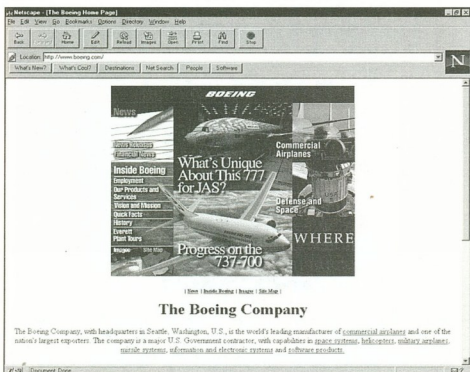 Netscape - [The Boeing Home Page]
File Edit View Go Bookmarks Options Directory Window Help
Back Home Edit Reload Images Open Print Find Stop
Location: http://www.boeing.com/
N
What's New? What's Cool? Destinations Net Search People Software
BOEING
News
News Releases
Financial News
Inside Boeing
Employment
Our Products and
Services
Vision and Mission
Quick Facts
History
Everett
Plant Tours
Images Site Map
What's Unique
About This 777
for JAS?
Progress on the
737-700
Commercial
Airplanes
Defense and
Space
WHERE
| News | Inside Boeing | Images | Site Map |
The Boeing Company
The Boeing Company, with headquarters in Seattle, Washington, U.S., is the world's leading manufacturer of commercial airplanes and one of the
nation's largest exporters. The company is a major U.S. Government contractor, with capabilities in space systems, helicopters, military airplanes,
missile systems, information and electronic systems and software products.
Document: Done